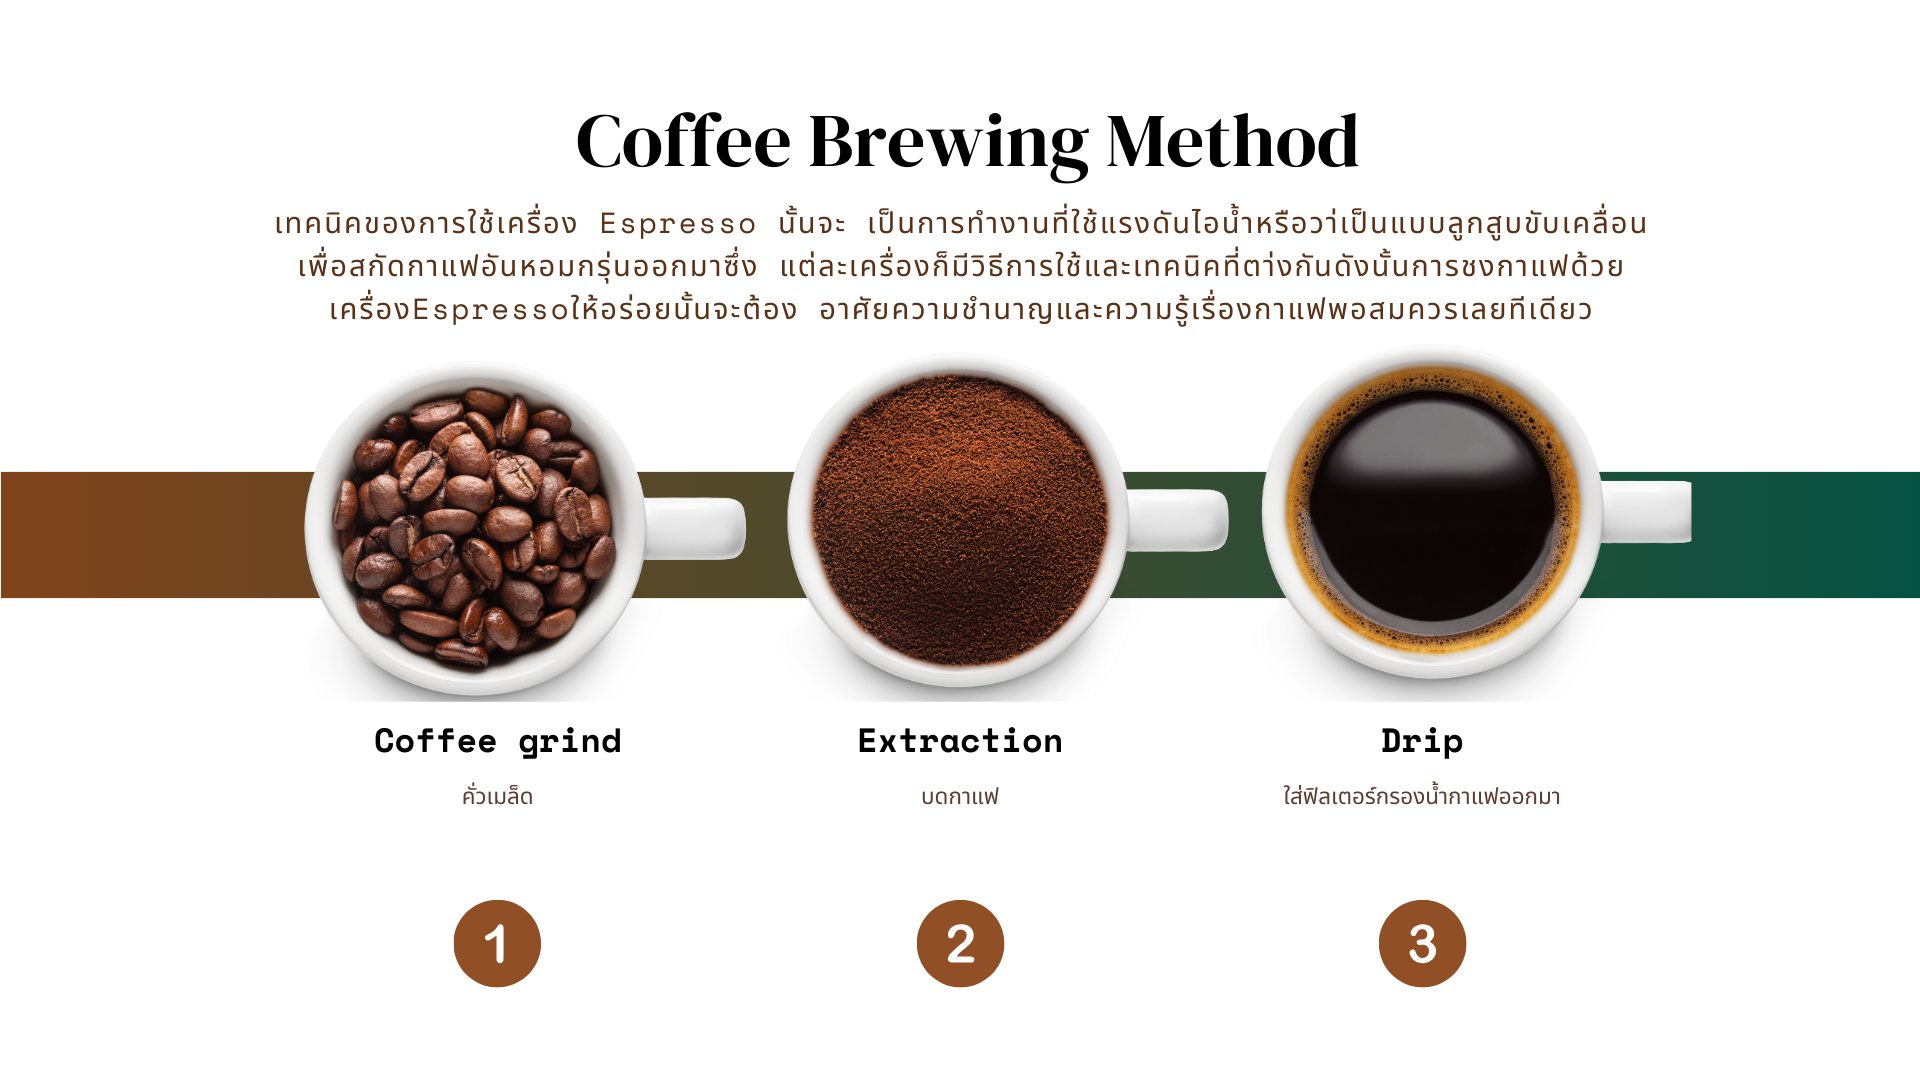 Coffee Brewing Method
เทคนิคของการใช้เครื่อง Espresso นั้นจะ เป็นการทำงานที่ใช้แรงดันไอน้ำหรือว่าเป็นแบบลูกสูบขับเคลื่อน
เพื่อสกัดกาแฟอันหอมกรุ่นออกมาซึ่ง แต่ละเครื่องก็มีวิธีการใช้และเทคนิคที่ต่างกันดังนั้นการชงกาแฟด้วย
เครื่องEspressoให้อร่อยนั้นจะต้อง อาศัยความชำนาญและความรู้เรื่องกาแฟพอสมควรเลยทีเดียว
Coffee grind
คั่วเมล็ด
Extraction
บดกาแฟ
Drip
ใส่ฟิลเตอร์กรองน้ำกาแฟออกมา
1
2
3